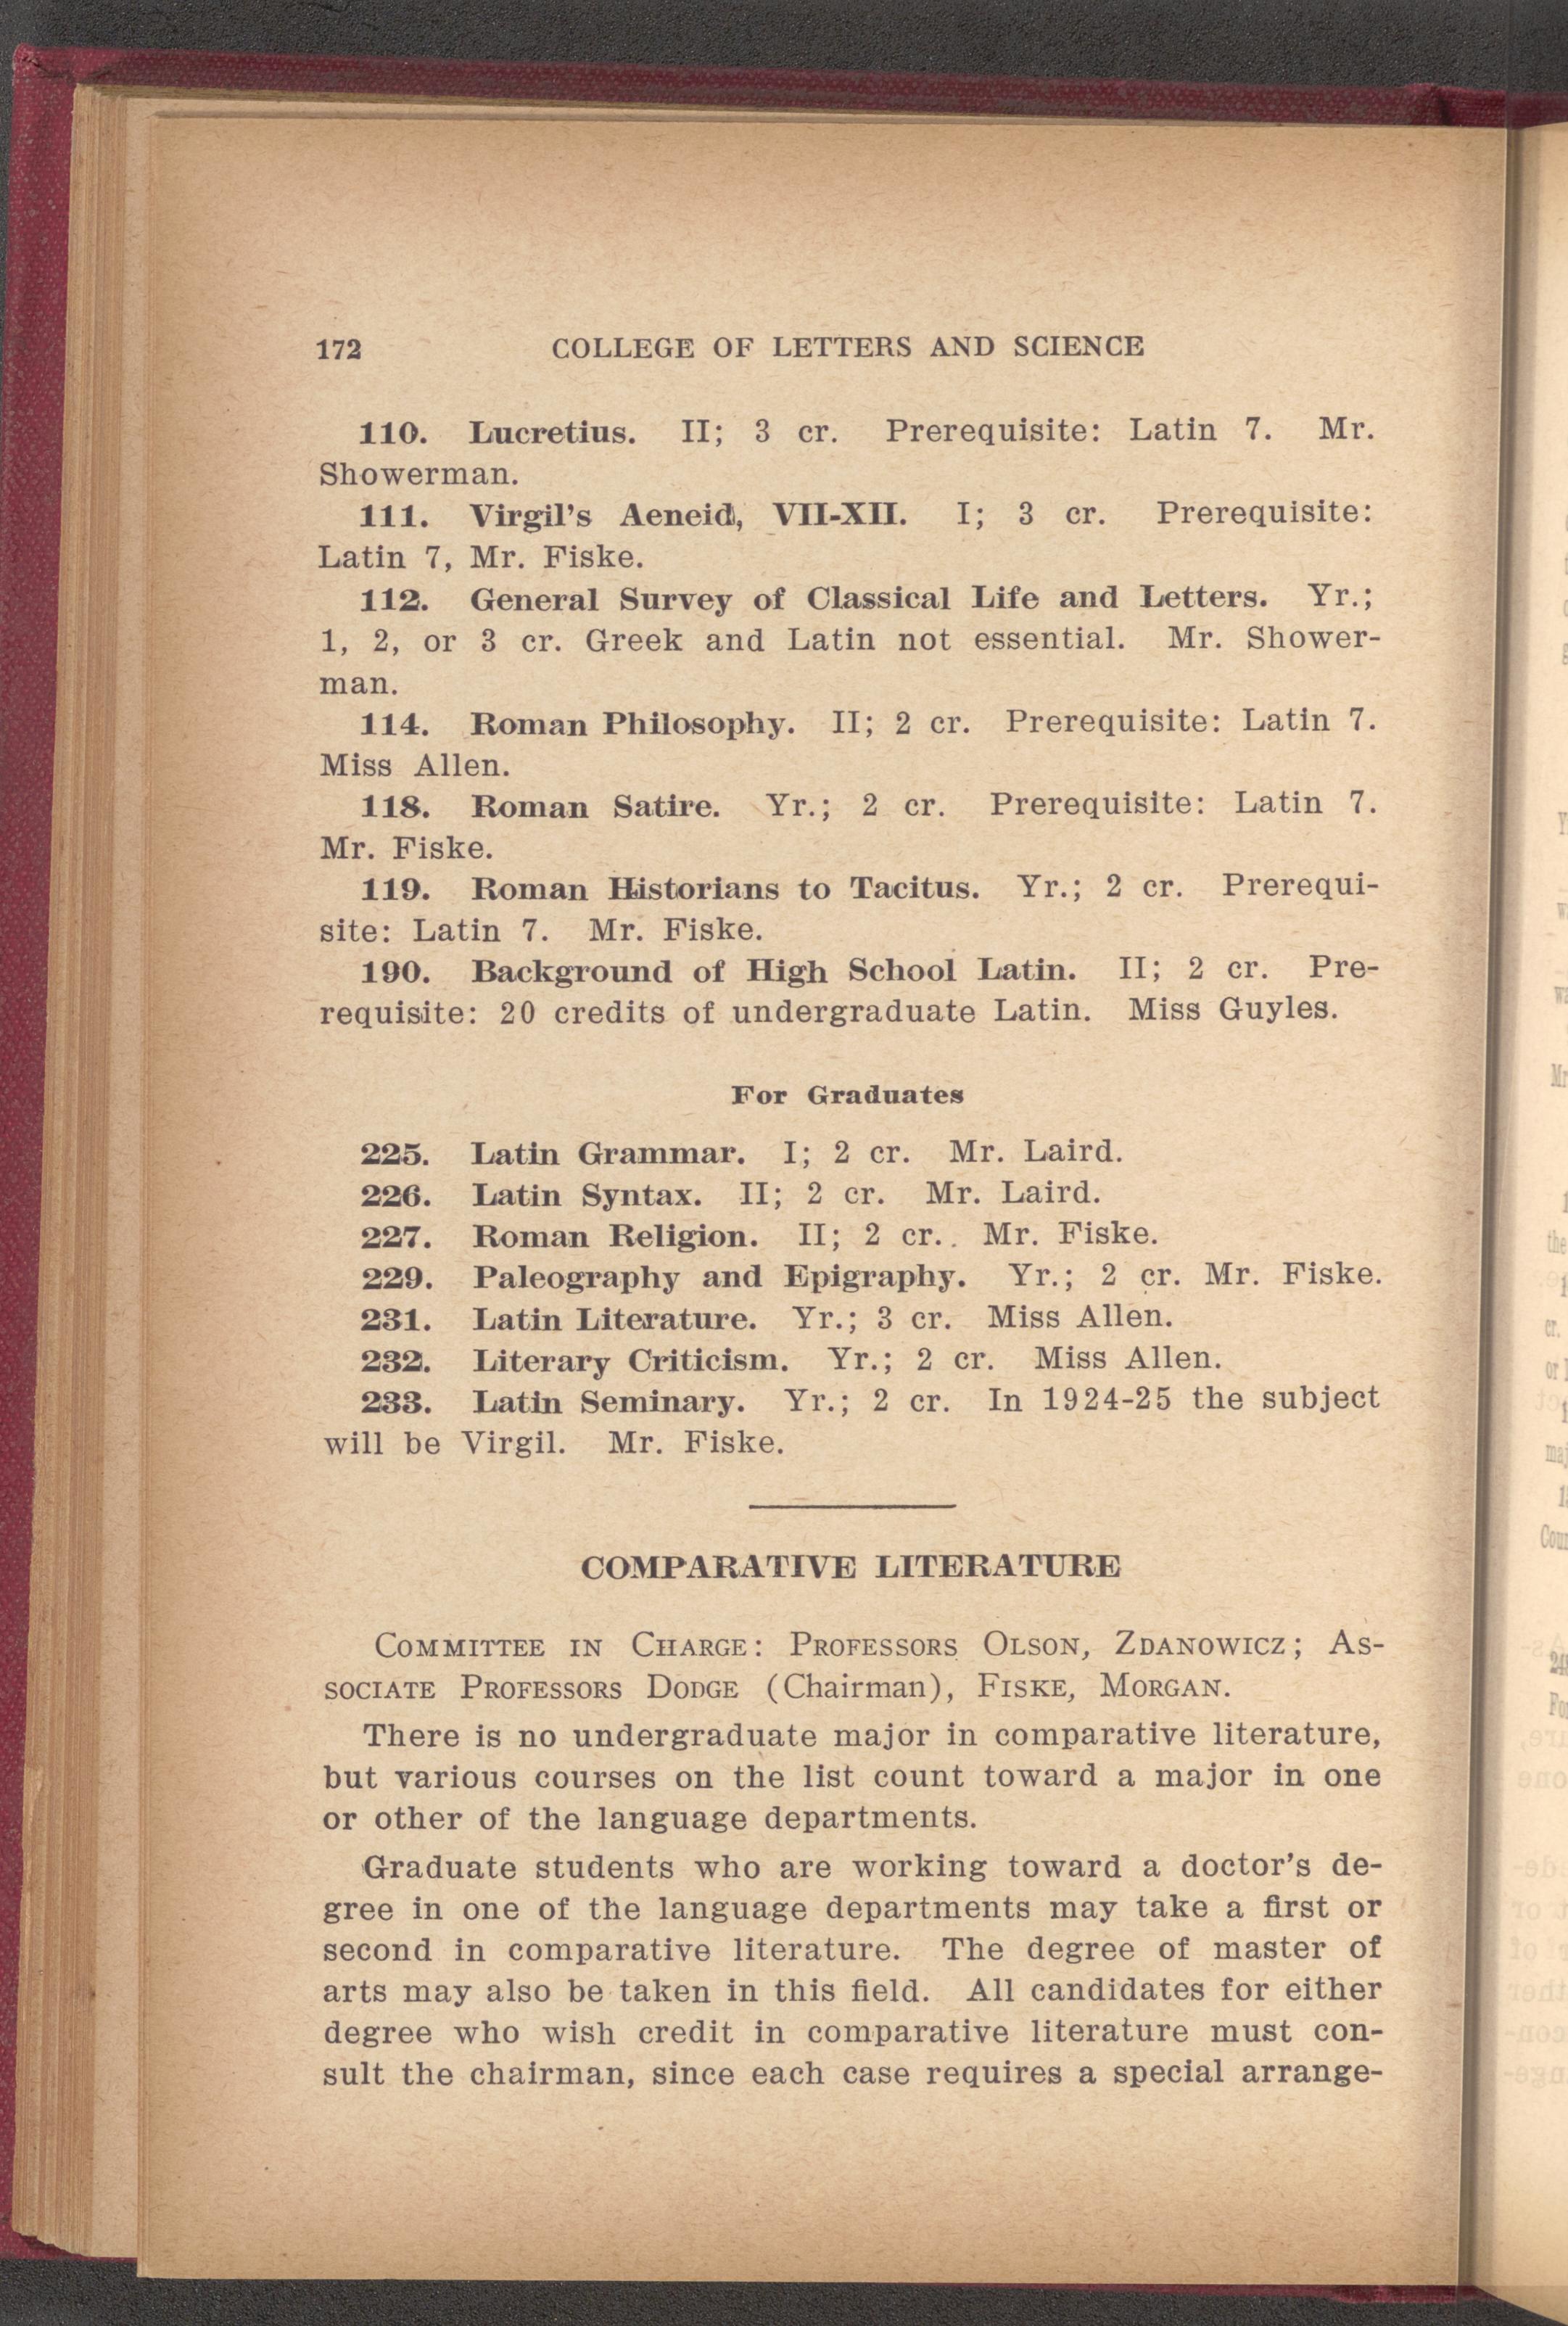 172 COLLEGE OF LETTERS AND SCIENCE
110. Lucretius. II; 3 cr. Prerequisite: Latin 7. Mr.
Showerman.
111. Virgil's Aeneid, VII-XII. I; 3 cr. Prerequisite:
Latin 7, Mr. Fiske.
112. General Survey of Classical Life and Letters. Yr.;
1, 2, or 3 cr. Greek and Latin not essential. Mr. Shower-
man.
114. Roman Philosophy. II; 2 cr. Prerequisite: Latin 7.
Miss Allen.
118. Roman Satire. Yr.; 2 cr. Prerequisite: Latin 7.
Mr. Fiske.
119. Roman Historians to Tacitus. Yr.; 2 cr. Prerequi-
site: Latin 7. Mr. Fiske.
190. Background of High School Latin. II; 2 cr. Pre-
requisite: 20 credits of undergraduate Latin. Miss Guyles.
For Graduates
225. Latin Grammar. I; 2 cr. Mr. Laird.
226. Latin Syntax. II; 2 cr. Mr. Laird.
227. Roman Religion. II; 2 cr. Mr. Fiske.
229. Paleography and Epigraphy. Yr.; 2 cr. Mr. Fiske.
231. Latin Literature. Yr.; 3 cr. Miss Allen.
232. Literary Criticism. Yr.; 2 cr. Miss Allen.
233. Latin Seminary. Yr.; 2 cr. In 1924-25 the subject
will be Virgil. Mr. Fiske.
COMPARATIVE LITERATURE
COMMITTEE IN CHARGE: PROFESSORS OLSON, ZDANOWICZ; AS-
SOCIATE PROFESSORS DODGE (Chairman), FISKE, MORGAN.
There is no undergraduate major in comparative literature,
but various courses on the list count toward a major in one
or other of the language departments.
Graduate students who are working toward a doctor's de-
gree in one of the language departments may take a first or
second in comparative literature. The degree of master of
arts may also be taken in this field. All candidates for either
degree who wish credit in comparative literature must con-
sult the chairman, since each case requires a special arrange-